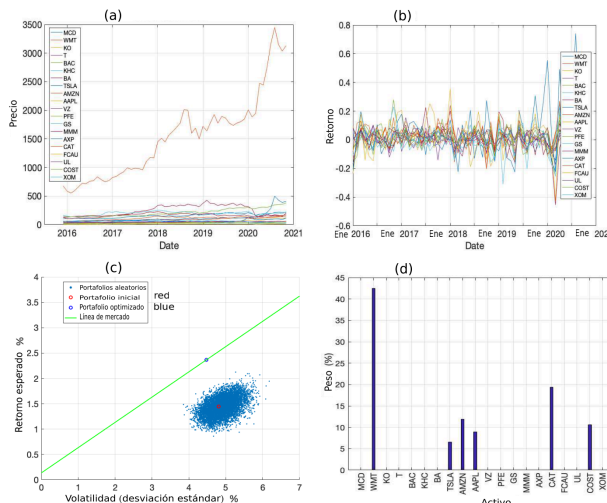 (a)
3500
3000
2500
2000
1500
1000
500
0
Precio
MCD
WMT
KO
T
BAC
KHC
BA
TSLA
AMZN
AAPL
VZ
PFE
GS
MMM
AXP
CAT
FCAU
UL
COST
XOM
2016 2017 2018 2019 2020 2021
Date
(b)
0.8
0.6
0.4
0.2
0
-0.2
-0.4
-0.6
Retorno
MCD
WMT
KO
T
BAC
KHC
BA
TSLA
AMZN
AAPL
VZ
PFE
GS
MMM
AXP
CAT
FCAU
UL
COST
XOM
Ene 2016 Ene 2017 Ene 2018 Ene 2019 Ene 2020 Ene 202
Date
(c)
4
3.5
3
2.5
2
1.5
1
0.5
0
Retorno esperado %
Portafolios aleatorios
Portafolio inicial red
Portfolio optimizado blue
Línea de mercado
0 1 2 3 4 5 6 7
Volatilidad (desviación estándar) %
(d)
45
40
35
30
25
20
15
10
5
0
Peso (%)
MCD
WMT
KO
T
BAC
KHC
BA
TSLA
AMZN
AAPL
VZ
PFE
GS
MMM
AXP
CAT
FCAU
UL
COST
XOM
Activo